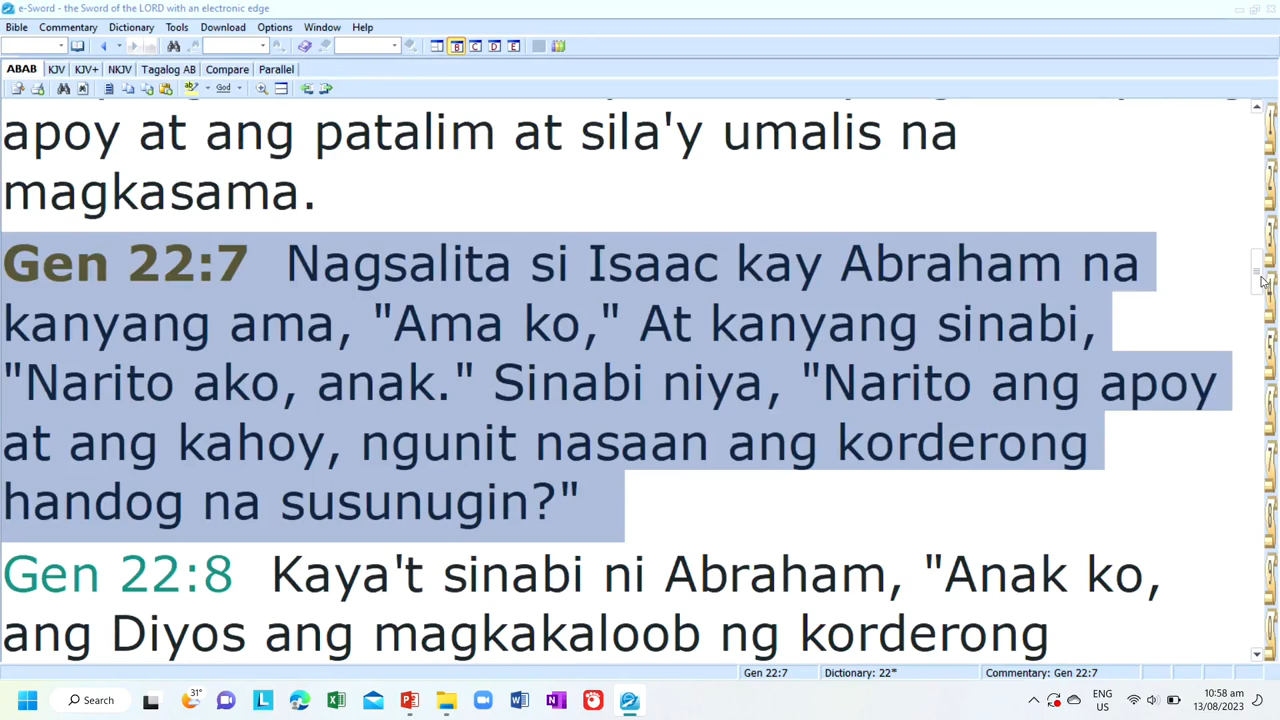 e-Sword - the Sword of the LORD with an electronic edge
Bible Commentary Dictionary Tools Download Options Window Help
B C D E
ABAB KJV KJV+ NKJV Tagalog AB Compare Parallel
God
apoy at ang patalim at sila'y umalis na
magkasama.
Gen 22:7 Nagsalita si Isaac kay Abraham na
kanyang ama, "Ama ko," At kanyang sinabi,
"Narito ako, anak." Sinabi niya, "Narito ang apoy
at ang kahoy, ngunit nasaan ang korderong
handog na susunugin?"
Gen 22:8 Kaya't sinabi ni Abraham, "Anak ko,
ang Diyos ang magkakaloob ng korderong
Gen 22:7 Dictionary: 22* Commentary: Gen 22:7
31° Search ENG US 10:58 am 13/08/2023